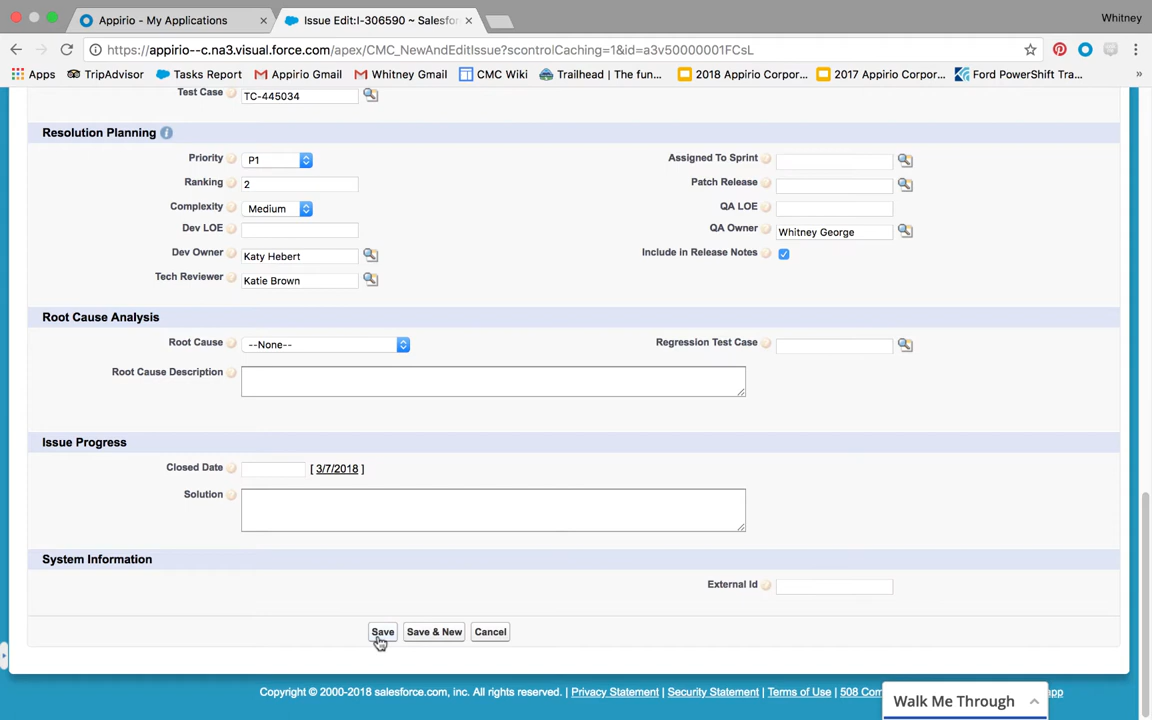 Appirio - My Applications
Issue Edit:I-306590 ~ Salesfor
Whitney
https://appirio--c.na3.visual.force.com/apex/CMC_NewAndEditIssue?scontrolCaching=1&id=a3v50000001FCsL
Apps TripAdvisor Tasks Report Appirio Gmail Whitney Gmail CMC Wiki Trailhead | The fun... 2018 Appirio Corpor... 2017 Appirio Corpor... Ford PowerShift Tra... »
Test Case TC-445034
Resolution Planning
Priority P1 Assigned To Sprint
Ranking 2 Patch Release
Complexity Medium QA LOE
Dev LOE QA Owner Whitney George
Dev Owner Katy Hebert Include in Release Notes
Tech Reviewer Katie Brown
Root Cause Analysis
Root Cause --None-- Regression Test Case
Root Cause Description
Issue Progress
Closed Date [ 3/7/2018 ]
Solution
System Information
External Id
Save Save & New Cancel
Copyright © 2000-2018 salesforce.com, inc. All rights reserved. | Privacy Statement | Security Statement | Terms of Use | 508 Com
app
Walk Me Through